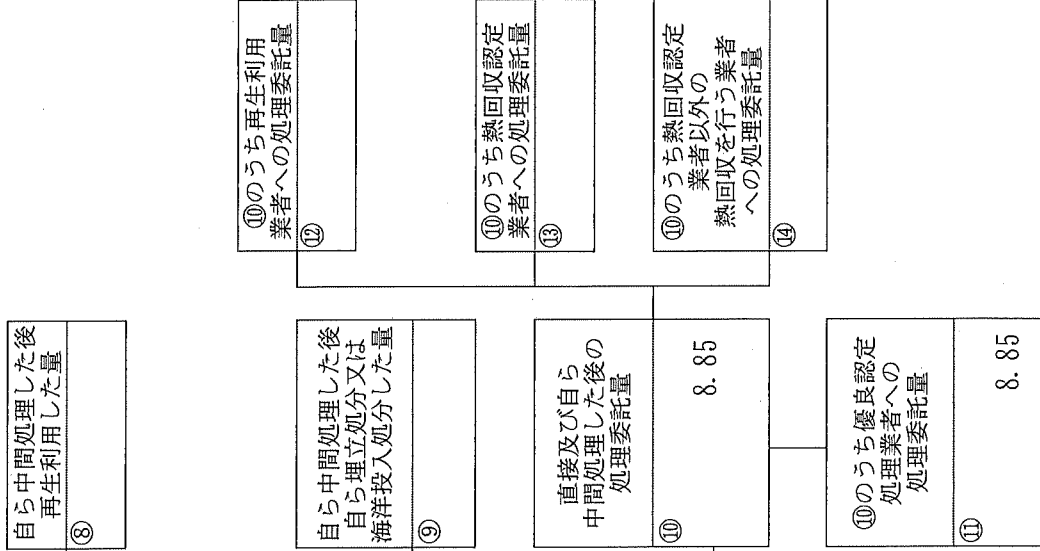 自ら中間処理した後
再生利用した量
⑧
自ら中間処理した後
自ら埋立処分又は
海洋投入処分した量
⑨
直接及び自ら
中間処理した後の
処理委託量
⑩
8.85
⑩のうち優良認定
処理業者への
処理委託量
⑪
8.85
⑩のうち再生利用
業者への処理委託量
⑫
⑩のうち熱回収認定
業者への処理委託量
⑬
⑩のうち熱回収認定
業者以外の
熱回収を行う業者
への処理委託量
⑭